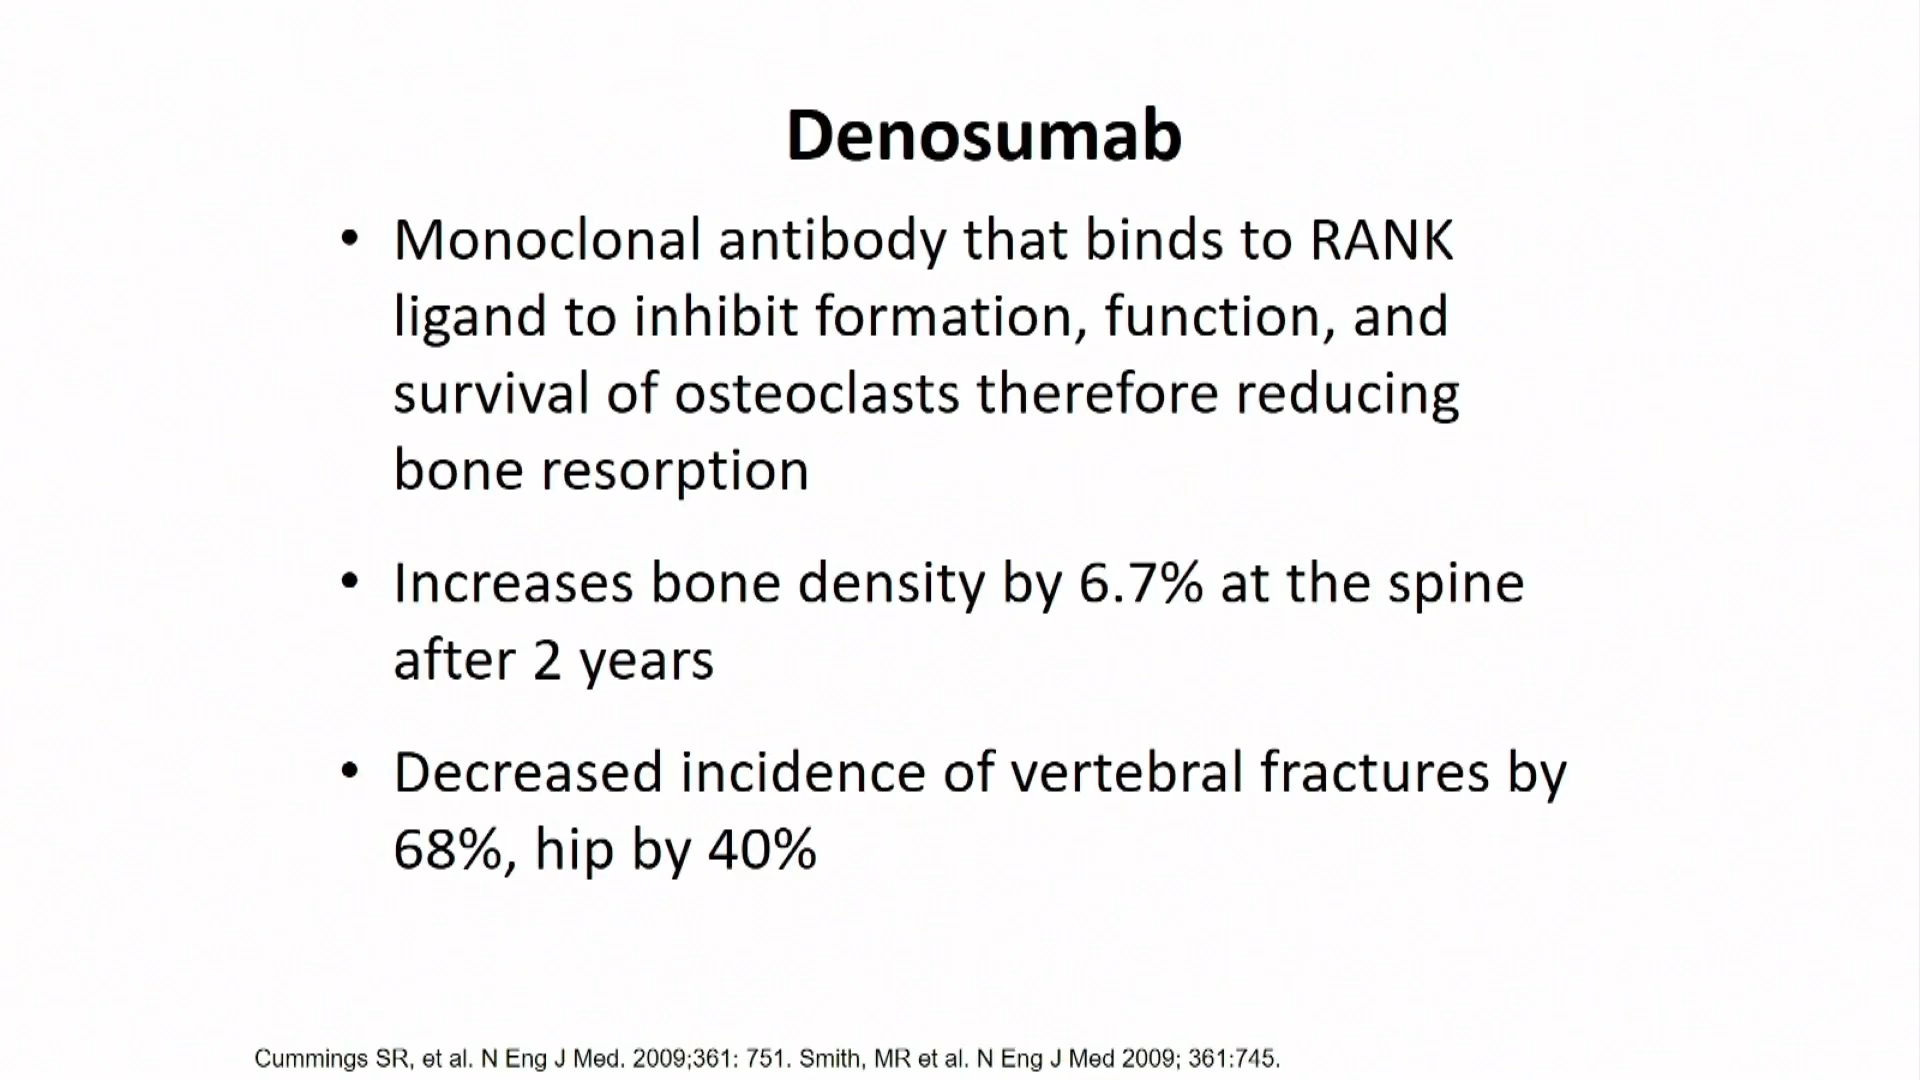 Denosumab
• Monoclonal antibody that binds to RANK
ligand to inhibit formation, function, and
survival of osteoclasts therefore reducing
bone resorption
• Increases bone density by 6.7% at the spine
after 2 years
• Decreased incidence of vertebral fractures by
68%, hip by 40%
Cummings SR, et al. N Eng J Med. 2009;361: 751. Smith, MR et al. N Eng J Med 2009; 361:745.